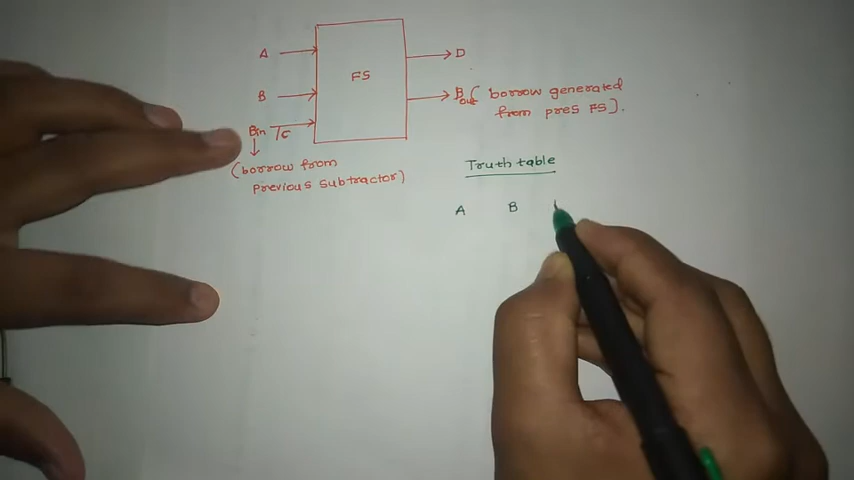 A
D
FS
B
Bout ( borrow generated
from pres FS ).
Bin
(borrow from
previous subtractor)
Truth table
A B